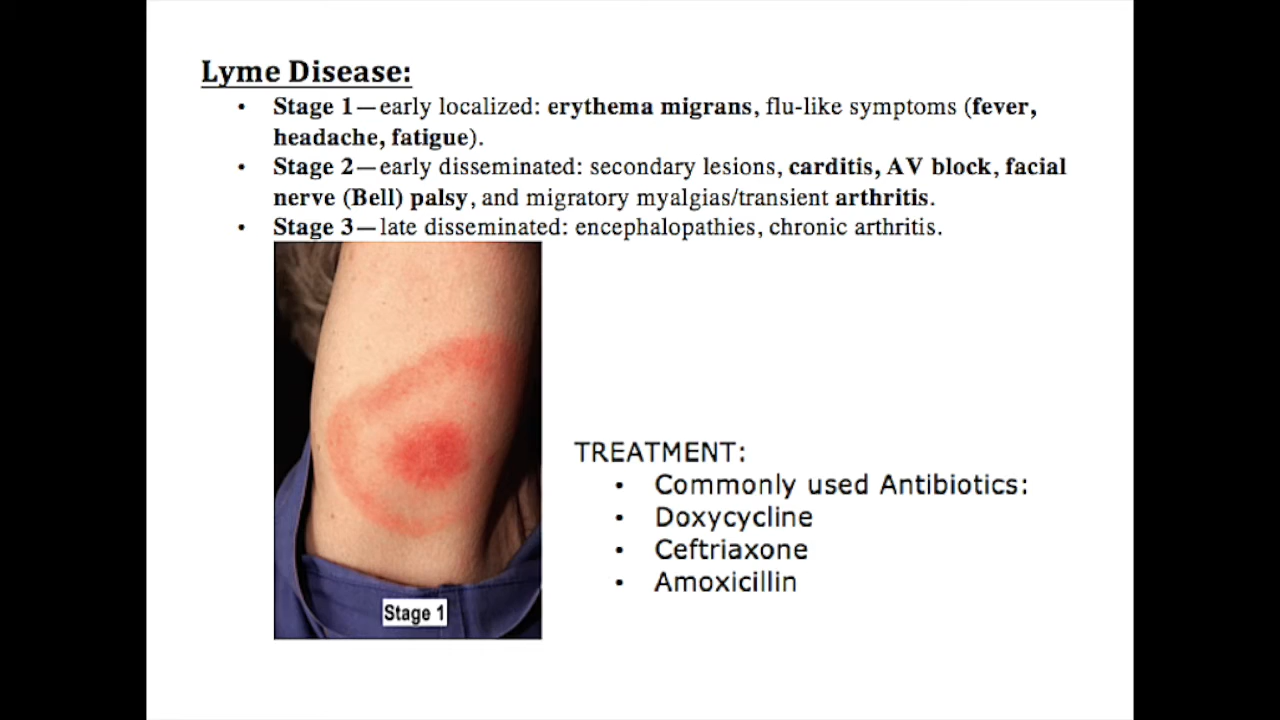 Lyme Disease:
• Stage 1—early localized: erythema migrans, flu-like symptoms (fever,
headache, fatigue).
• Stage 2—early disseminated: secondary lesions, carditis, AV block, facial
nerve (Bell) palsy, and migratory myalgias/transient arthritis.
• Stage 3—late disseminated: encephalopathies, chronic arthritis.
TREATMENT:
• Commonly used Antibiotics:
• Doxycycline
• Ceftriaxone
• Amoxicillin
Stage 1